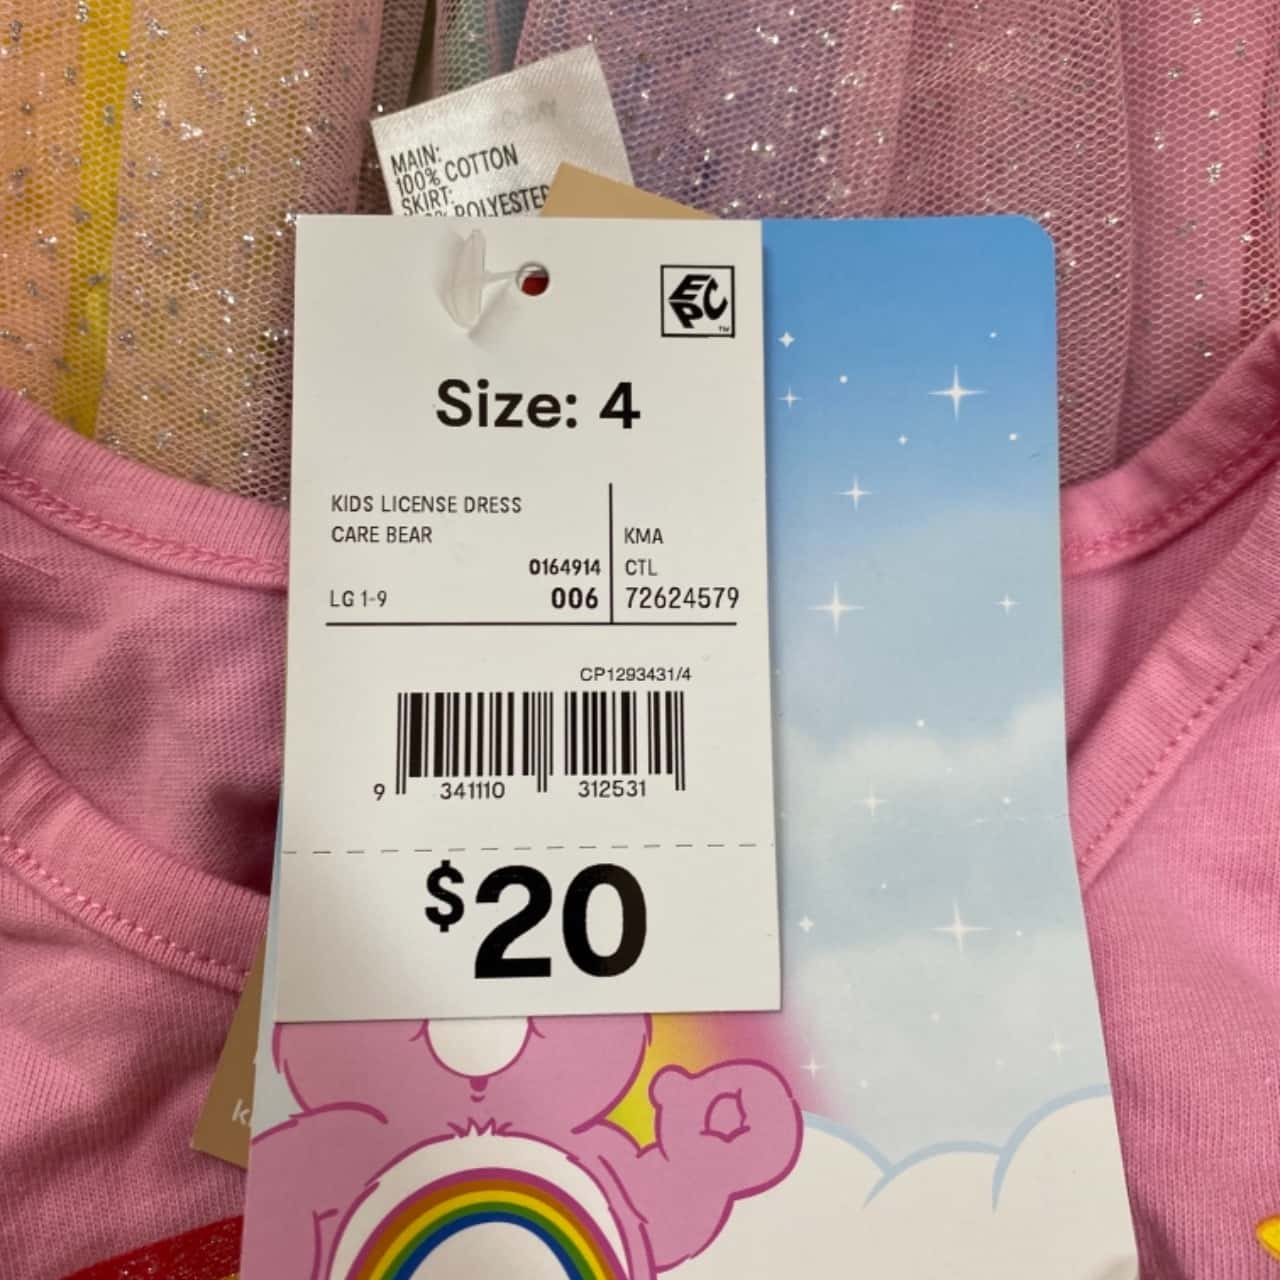 MAIN:
100% COTTON
SKIRT:
POLYESTER
EPC
TM
Size: 4
KIDS LICENSE DRESS
CARE BEAR
0164914
LG 1-9
006
KMA
CTL
72624579
CP1293431/4
9 341110 312531
$20